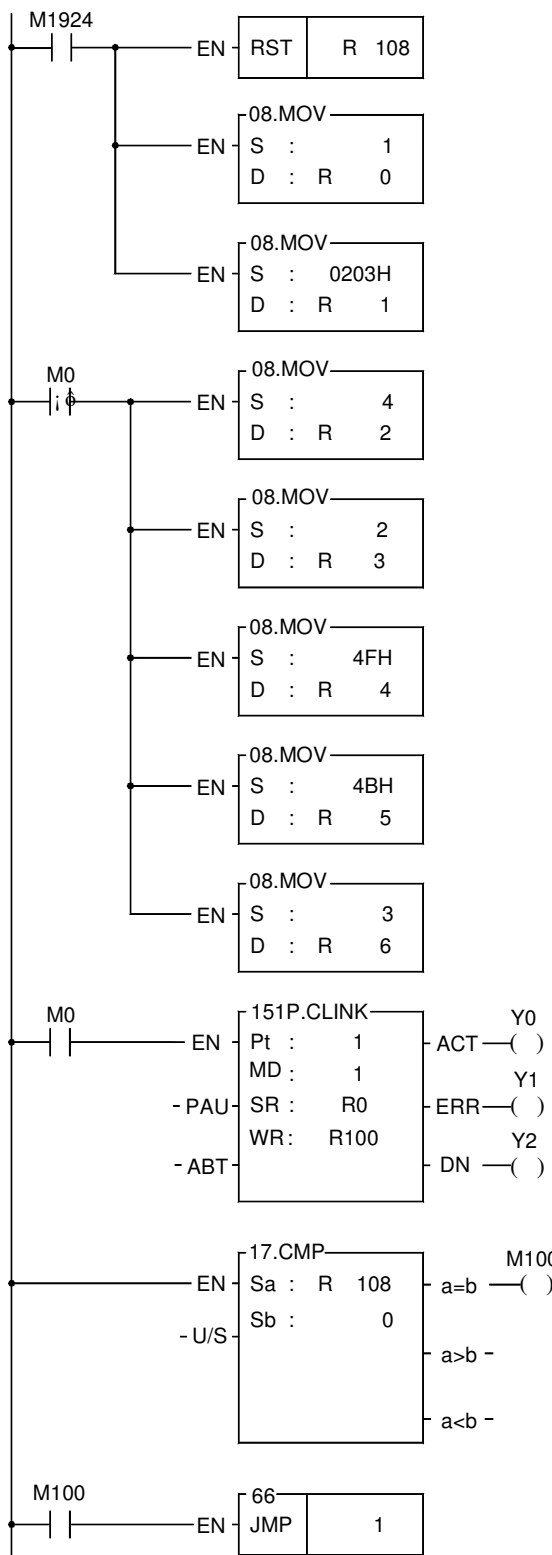 M1924
EN RST R 108
08.MOV
EN S : 1
D : R 0
08.MOV
EN S : 0203H
D : R 1
M0
08.MOV
EN S : 4
D : R 2
08.MOV
EN S : 2
D : R 3
08.MOV
EN S : 4FH
D : R 4
08.MOV
EN S : 4BH
D : R 5
08.MOV
EN S : 3
D : R 6
M0
151P.CLINK
Y0
EN Pt : 1 ACT ( )
MD : 1
Y1
PAU SR : R0 ERR ( )
WR : R100
Y2
ABT DN ( )
17.CMP
M100
EN Sa : R 108 a=b ( )
U/S Sb : 0
a>b
a<b
M100
66
EN JMP 1